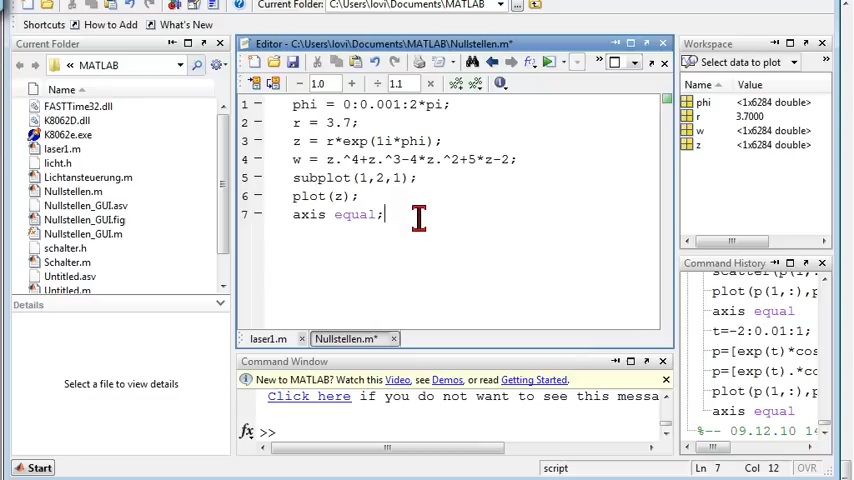 Current Folder: C:\Users\lovi\Documents\MATLAB
Shortcuts How to Add What's New
Current Folder
« MATLAB
Name
FASTTime32.dll
K8062D.dll
K8062e.exe
laser1.m
licht.h
Lichtansteuerung.m
Nullstellen.m
Nullstellen_GUI.asv
Nullstellen_GUI.fig
Nullstellen_GUI.m
schalter.h
Schalter.m
Untitled.asv
Untitled.m
Details
Select a file to view details
Start
Editor - C:\Users\lovi\Documents\MATLAB\Nullstellen.m*
1.0
1.1
1 phi = 0:0.001:2*pi;
2 r = 3.7;
3 z = r*exp(1i*phi);
4 w = z.^4+z.^3-4*z.^2+5*z-2;
5 subplot(1,2,1);
6 plot(z);
7 axis equal;
laser1.m
Nullstellen.m*
Command Window
New to MATLAB? Watch this Video, see Demos, or read Getting Started.
Click here if you do not want to see this messa
fx >>
Workspace
Select data to plot
Name Value
phi <1x6284 double>
r 3.7000
w <1x6284 double>
z <1x6284 double>
Command History
plot(p(1,:),p
axis equal
t=-2:0.01:1;
p=[exp(t)*cos
p=[exp(t).*co
plot(p(1,:),p
axis equal
%-- 09.12.10 14
script
Ln 7 Col 12 OVR